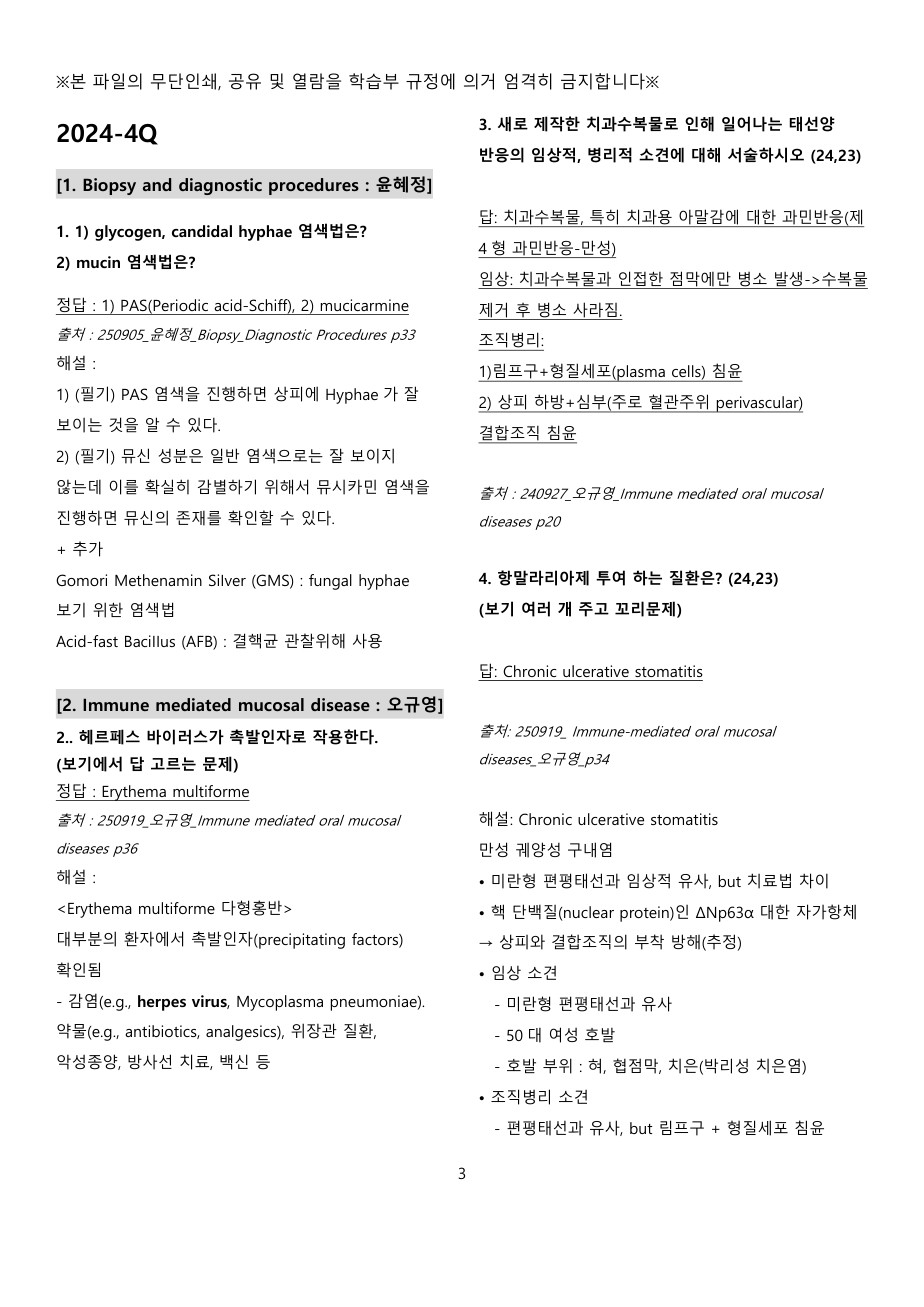 ※본 파일의 무단인쇄, 공유 및 열람을 학습부 규정에 의거 엄격히 금지합니다※
2024-4Q
[1. Biopsy and diagnostic procedures : 윤혜정]
1. 1) glycogen, candidal hyphae 염색법은?
2) mucin 염색법은?
정답 : 1) PAS(Periodic acid-Schiff), 2) mucicarmine
출처 : 250905_윤혜정_Biopsy_Diagnostic Procedures p33
해설 :
1) (필기) PAS 염색을 진행하면 상피에 Hyphae 가 잘
보이는 것을 알 수 있다.
2) (필기) 뮤신 성분은 일반 염색으로는 잘 보이지
않는데 이를 확실히 감별하기 위해서 뮤시카민 염색을
진행하면 뮤신의 존재를 확인할 수 있다.
+ 추가
Gomori Methenamin Silver (GMS) : fungal hyphae
보기 위한 염색법
Acid-fast Bacillus (AFB) : 결핵균 관찰위해 사용
[2. Immune mediated mucosal disease : 오규영]
2.. 헤르페스 바이러스가 촉발인자로 작용한다.
(보기에서 답 고르는 문제)
정답 : Erythema multiforme
출처 : 250919_오규영_Immune mediated oral mucosal
diseases p36
해설 :
<Erythema multiforme 다형홍반>
대부분의 환자에서 촉발인자(precipitating factors)
확인됨
- 감염(e.g., herpes virus, Mycoplasma pneumoniae).
약물(e.g., antibiotics, analgesics), 위장관 질환,
악성종양, 방사선 치료, 백신 등
3. 새로 제작한 치과수복물로 인해 일어나는 태선양
반응의 임상적, 병리적 소견에 대해 서술하시오 (24,23)
답: 치과수복물, 특히 치과용 아말감에 대한 과민반응(제
4 형 과민반응-만성)
임상: 치과수복물과 인접한 점막에만 병소 발생->수복물
제거 후 병소 사라짐.
조직병리:
1)림프구+형질세포(plasma cells) 침윤
2) 상피 하방+심부(주로 혈관주위 perivascular)
결합조직 침윤
출처 : 240927_오규영_Immune mediated oral mucosal
diseases p20
4. 항말라리아제 투여 하는 질환은? (24,23)
(보기 여러 개 주고 꼬리문제)
답: Chronic ulcerative stomatitis
출처: 250919_ Immune-mediated oral mucosal
diseases_오규영_p34
해설: Chronic ulcerative stomatitis
만성 궤양성 구내염
• 미란형 편평태선과 임상적 유사, but 치료법 차이
• 핵 단백질(nuclear protein)인 ΔNp63α 대한 자가항체
→ 상피와 결합조직의 부착 방해(추정)
• 임상 소견
- 미란형 편평태선과 유사
- 50 대 여성 호발
- 호발 부위 : 혀, 협점막, 치은(박리성 치은염)
• 조직병리 소견
- 편평태선과 유사, but 림프구 + 형질세포 침윤
3